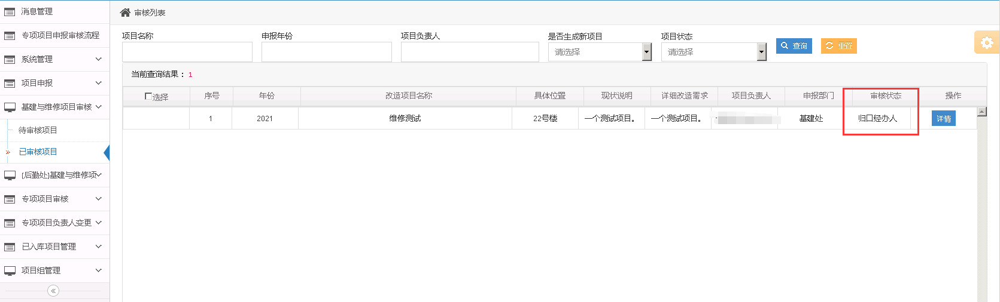 消息管理
专项项目申报审核流程
系统管理
项目申报
基建与维修项目审核
待审核项目
已审核项目
(后勤处)基建与维修项
专项项目审核
专项项目负责人变更
已入库项目管理
项目组管理
审核列表
项目名称 申报年份 项目负责人 是否生成新项目 项目状态
请选择 请选择 查询 重置
当前查询结果： 1
选择 序号 年份 改造项目名称 具体位置 现状说明 详细改造需求 项目负责人 申报部门 审核状态 操作
1 2021 维修测试 22号楼 一个测试项目。 一个测试项目。 基建处 归口经办人 详情